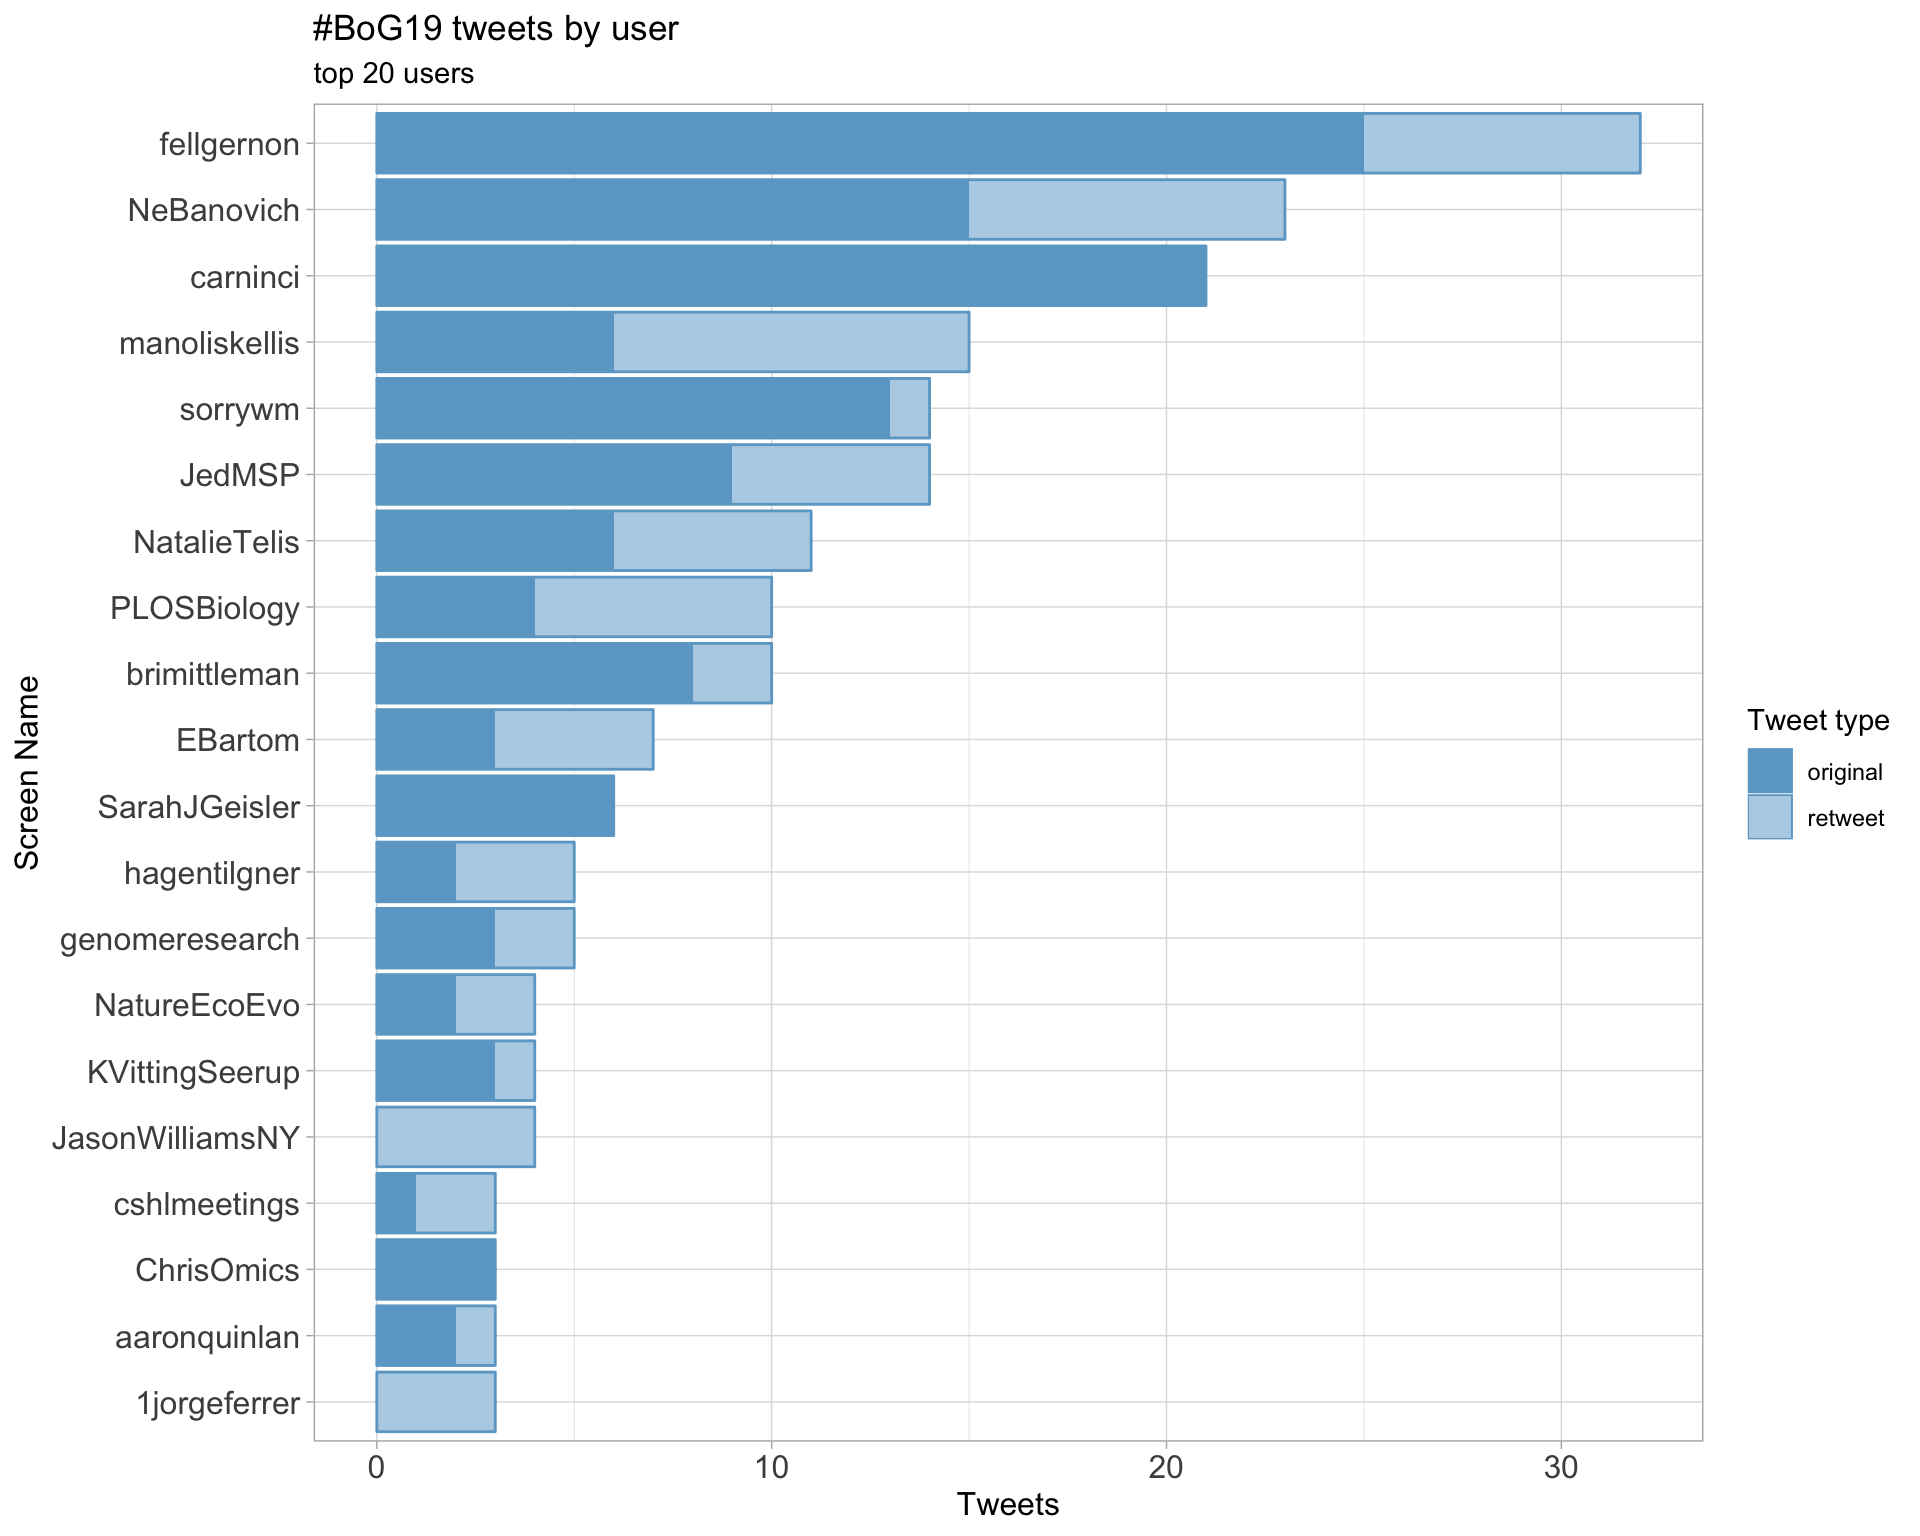 #BoG19 tweets by user
top 20 users
Screen Name
fellgernon
NeBanovich
carninci
manoliskellis
sorrywm
JedMSP
NatalieTelis
PLOSBiology
brimittleman
EBartom
SarahJGeisler
hagentilgner
genomeresearch
NatureEcoEvo
KVittingSeerup
JasonWilliamsNY
cshlmeetings
ChrisOmics
aaronquinlan
1jorgeferrer
0 10 20 30
Tweets
Tweet type
original
retweet